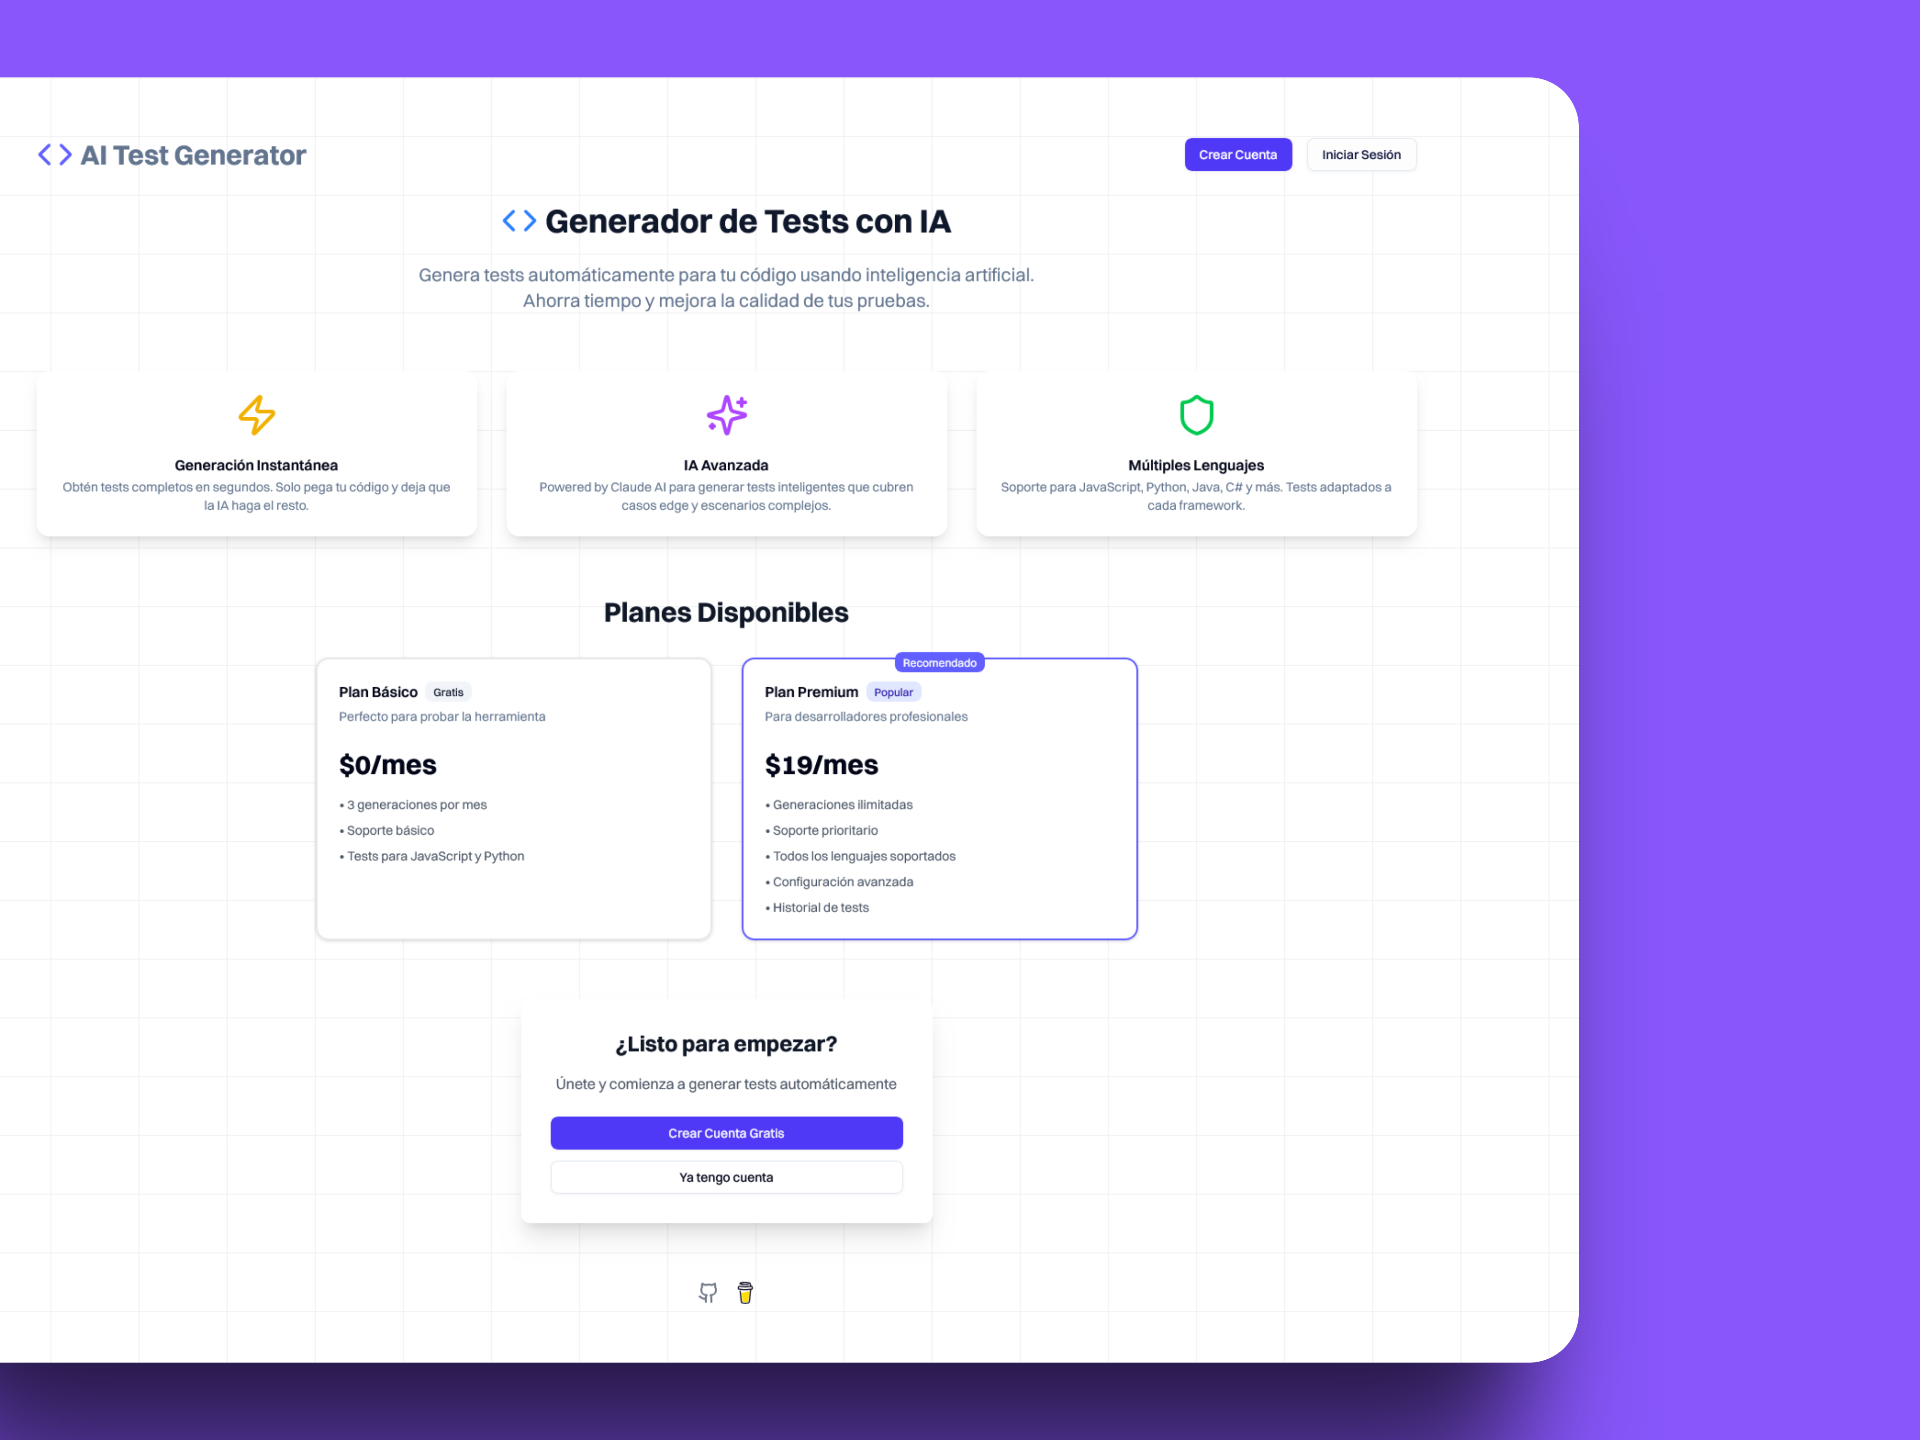 AI Test Generator
Crear Cuenta
Iniciar Sesión
Generador de Tests con IA
Genera tests automáticamente para tu código usando inteligencia artificial.
Ahorra tiempo y mejora la calidad de tus pruebas.
Generación Instantánea
Obtén tests completos en segundos. Solo pega tu código y deja que
la IA haga el resto.
IA Avanzada
Powered by Claude AI para generar tests inteligentes que cubren
casos edge y escenarios complejos.
Múltiples Lenguajes
Soporte para JavaScript, Python, Java, C# y más. Tests adaptados a
cada framework.
Planes Disponibles
Plan Básico
Gratis
Perfecto para probar la herramienta
$0/mes
• 3 generaciones por mes
• Soporte básico
• Tests para JavaScript y Python
Recomendado
Plan Premium
Popular
Para desarrolladores profesionales
$19/mes
• Generaciones ilimitadas
• Soporte prioritario
• Todos los lenguajes soportados
• Configuración avanzada
• Historial de tests
¿Listo para empezar?
Únete y comienza a generar tests automáticamente
Crear Cuenta Gratis
Ya tengo cuenta